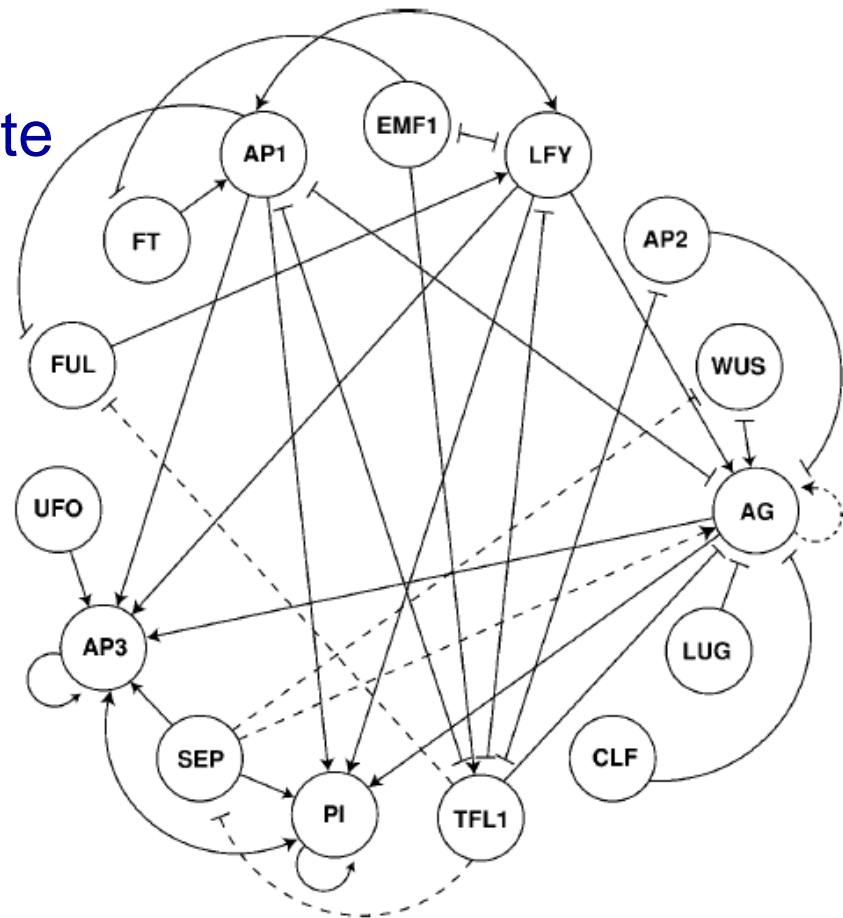 te
EMF1
AP1
LFY
FT
AP2
FUL
WUS
UFO
AG
AP3
LUG
SEP
CLF
PI
TFL1